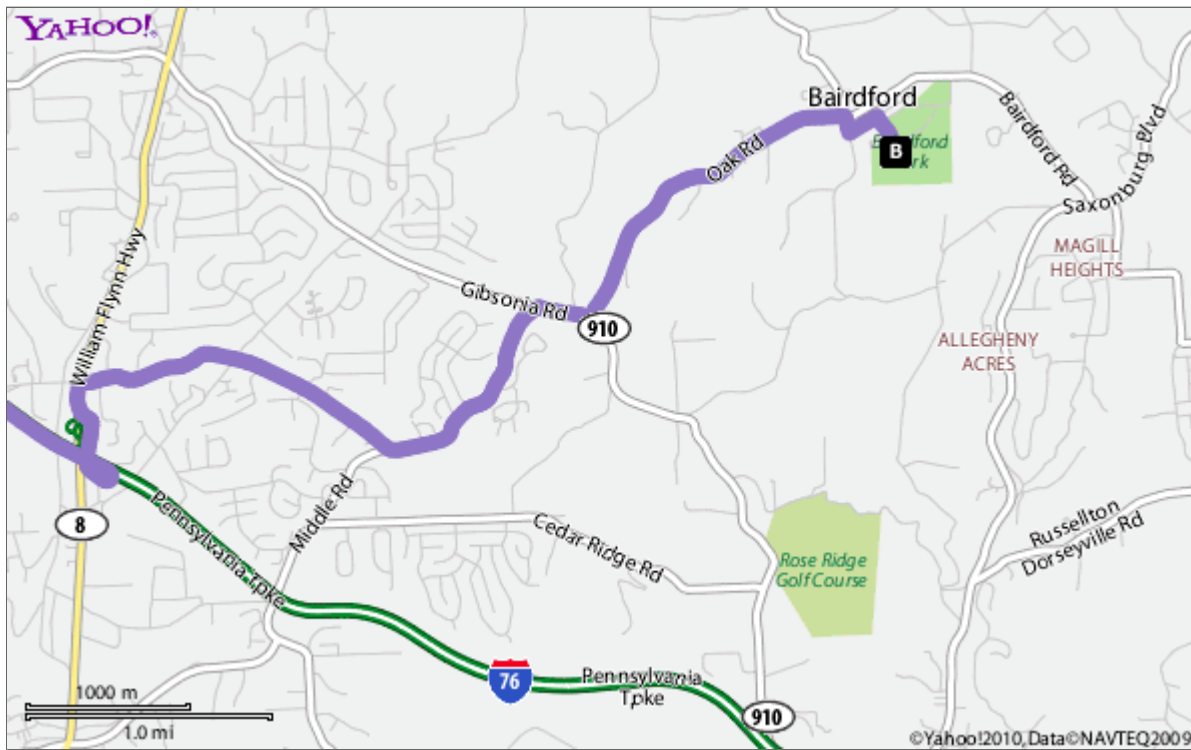 YAHOO!
Bairdford
B
Oak Rd
Bairdford Rd
Saxonburg Blvd
MAGILL
HEIGHTS
William Flynn Hwy
Gibsonia Rd
910
ALLEGHENY
ACRES
8
Middle Rd
Pennsylvania Tpke
Cedar Ridge Rd
Russellton
Dorseyville Rd
Rose Ridge
Golf Course
76
Pennsylvania
Tpke
910
1000 m
1.0 mi
©Yahoo!2010, Data©NAVTEQ2009